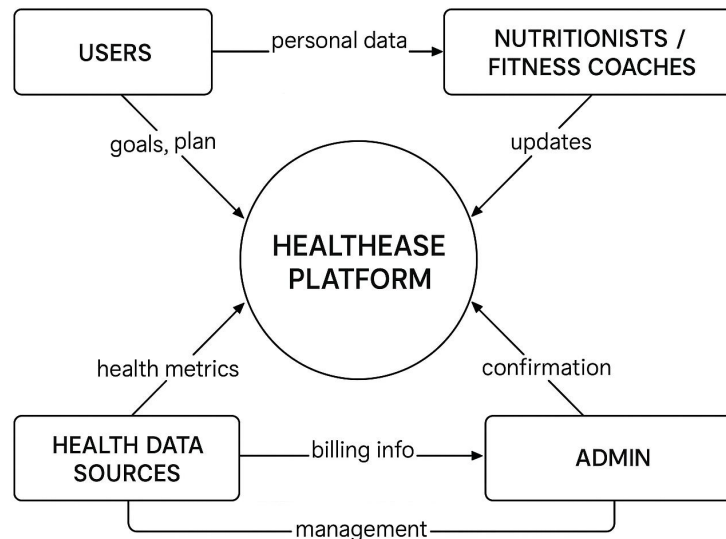 USERS
personal data
NUTRITIONISTS /
FITNESS COACHES
goals, plan
updates
HEALTHEASE
PLATFORM
health metrics
confirmation
HEALTH DATA
SOURCES
billing info
ADMIN
management